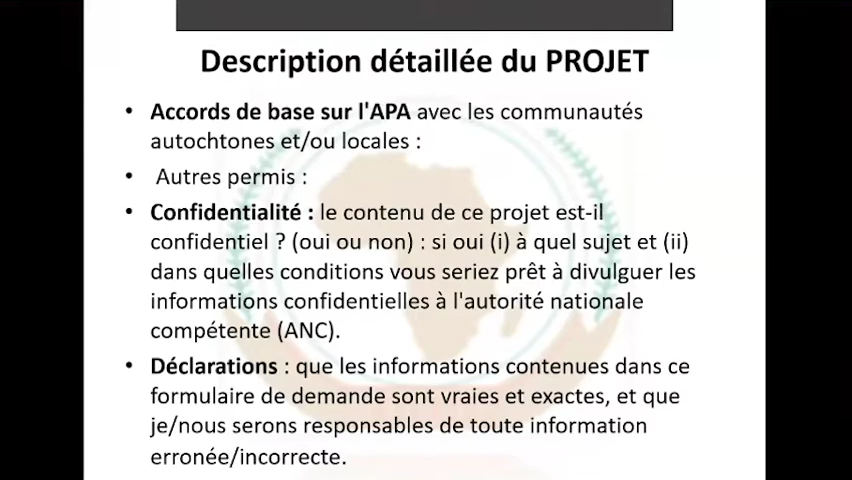 Description détaillée du PROJET
• Accords de base sur l'APA avec les communautés
autochtones et/ou locales :
• Autres permis :
• Confidentialité : le contenu de ce projet est-il
confidentiel ? (oui ou non) : si oui (i) à quel sujet et (ii)
dans quelles conditions vous seriez prêt à divulguer les
informations confidentielles à l'autorité nationale
compétente (ANC).
• Déclarations : que les informations contenues dans ce
formulaire de demande sont vraies et exactes, et que
je/nous serons responsables de toute information
erronée/incorrecte.